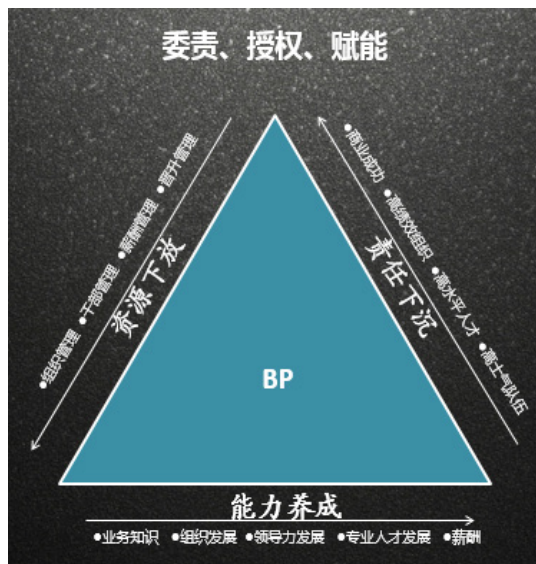 委责、授权、赋能
●晋升管理
●薪酬管理
●干部管理
●组织管理
资源下放
●商业成功
●高绩效组织
●高水平人才
●高士气队伍
责任下沉
BP
能力养成
●业务知识 ●组织发展 ●领导力发展 ●专业人才发展 ●薪酬